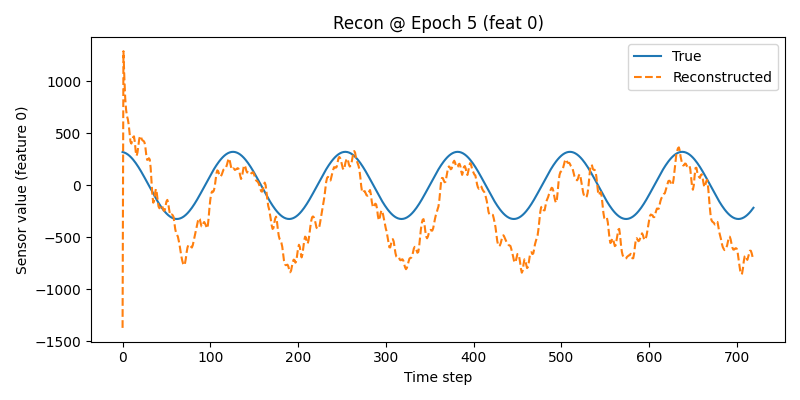 Recon @ Epoch 5 (feat 0)
True
Reconstructed
Sensor value (feature 0)
1000
500
0
−500
−1000
−1500
0
100
200
300
400
500
600
700
Time step